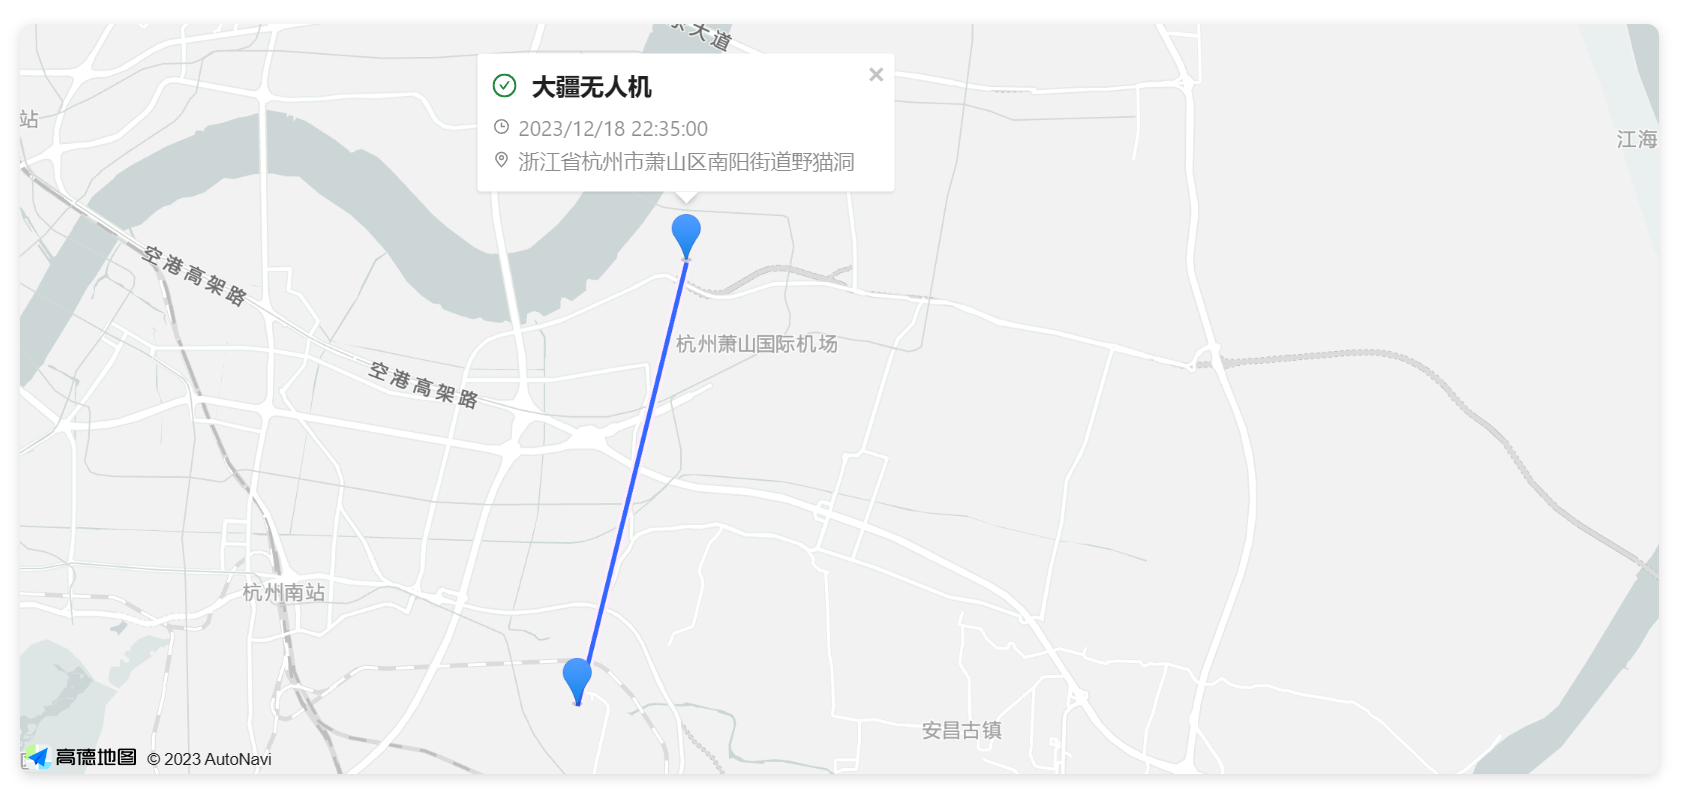 大道
大疆无人机
2023/12/18 22:35:00
浙江省杭州市萧山区南阳街道野猫洞
站
江海
空港高架路
杭州萧山国际机场
空港高架路
杭州南站
安昌古镇
高德地图 © 2023 AutoNavi